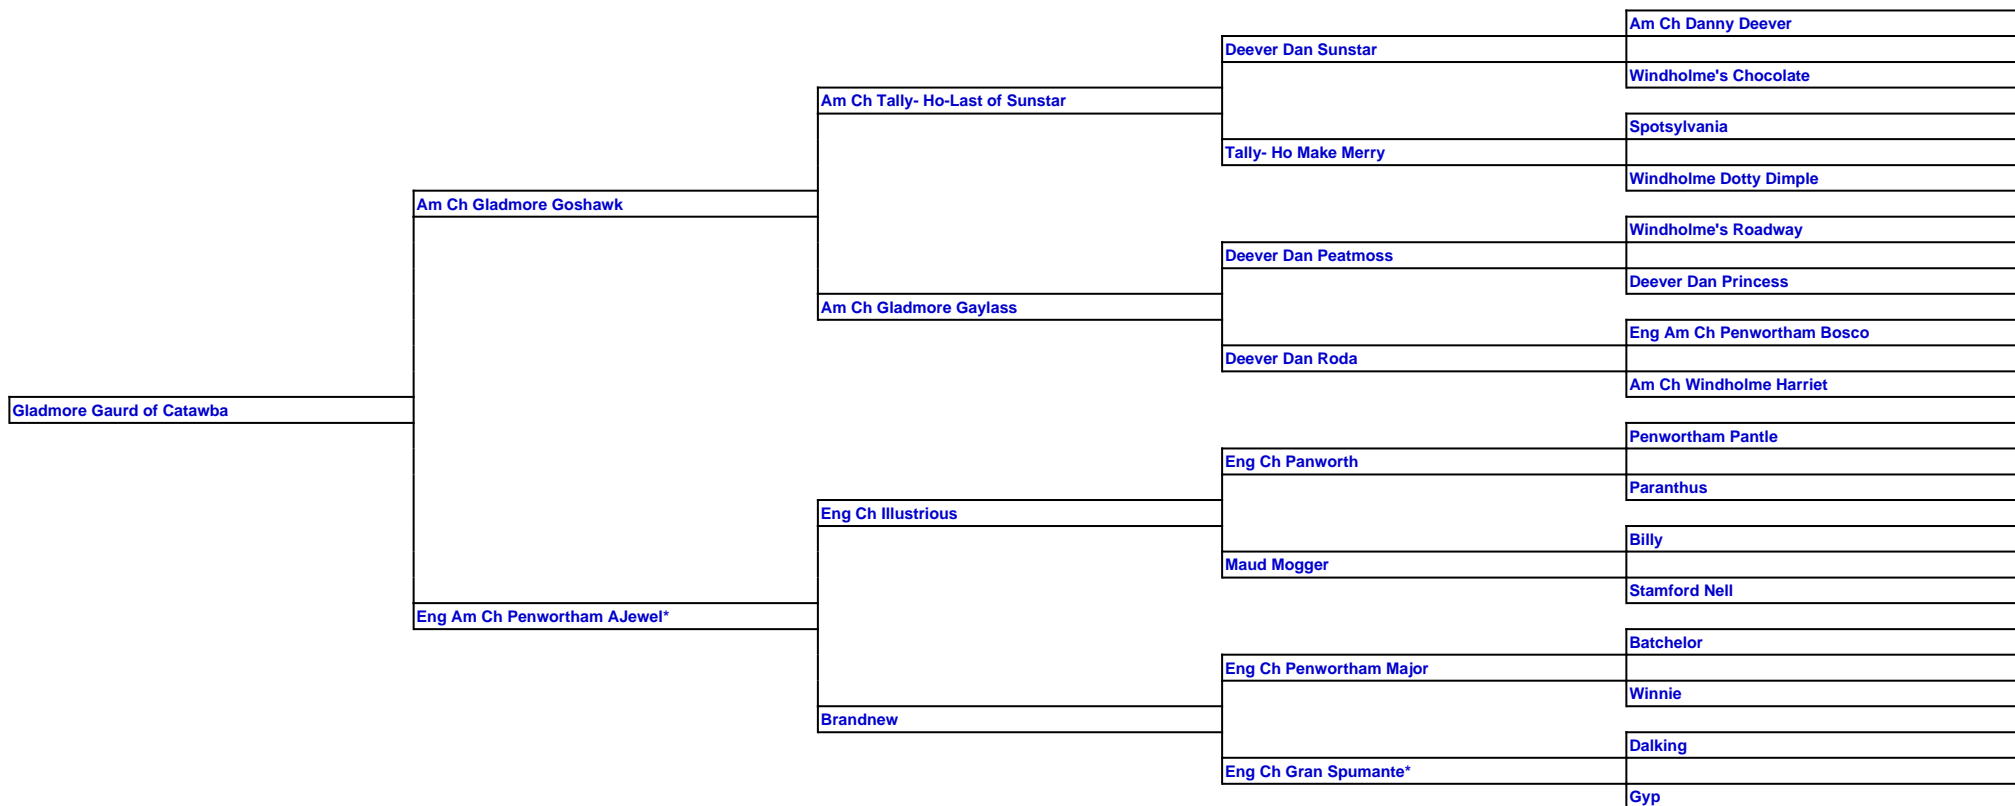 Am Ch Danny Deever
Deever Dan Sunstar
Windholme's Chocolate
Am Ch Tally- Ho-Last of Sunstar
Spotsylvania
Tally- Ho Make Merry
Windholme Dotty Dimple
Am Ch Gladmore Goshawk
Windholme's Roadway
Deever Dan Peatmoss
Deever Dan Princess
Am Ch Gladmore Gaylass
Eng Am Ch Penwortham Bosco
Deever Dan Roda
Am Ch Windholme Harriet
Gladmore Gaurd of Catawba
Penwortham Pantle
Eng Ch Panworth
Paranthus
Eng Ch Illustrious
Billy
Maud Mogger
Stamford Nell
Eng Am Ch Penwortham AJewel*
Batchelor
Eng Ch Penwortham Major
Winnie
Brandnew
Dalking
Eng Ch Gran Spumante*
Gyp